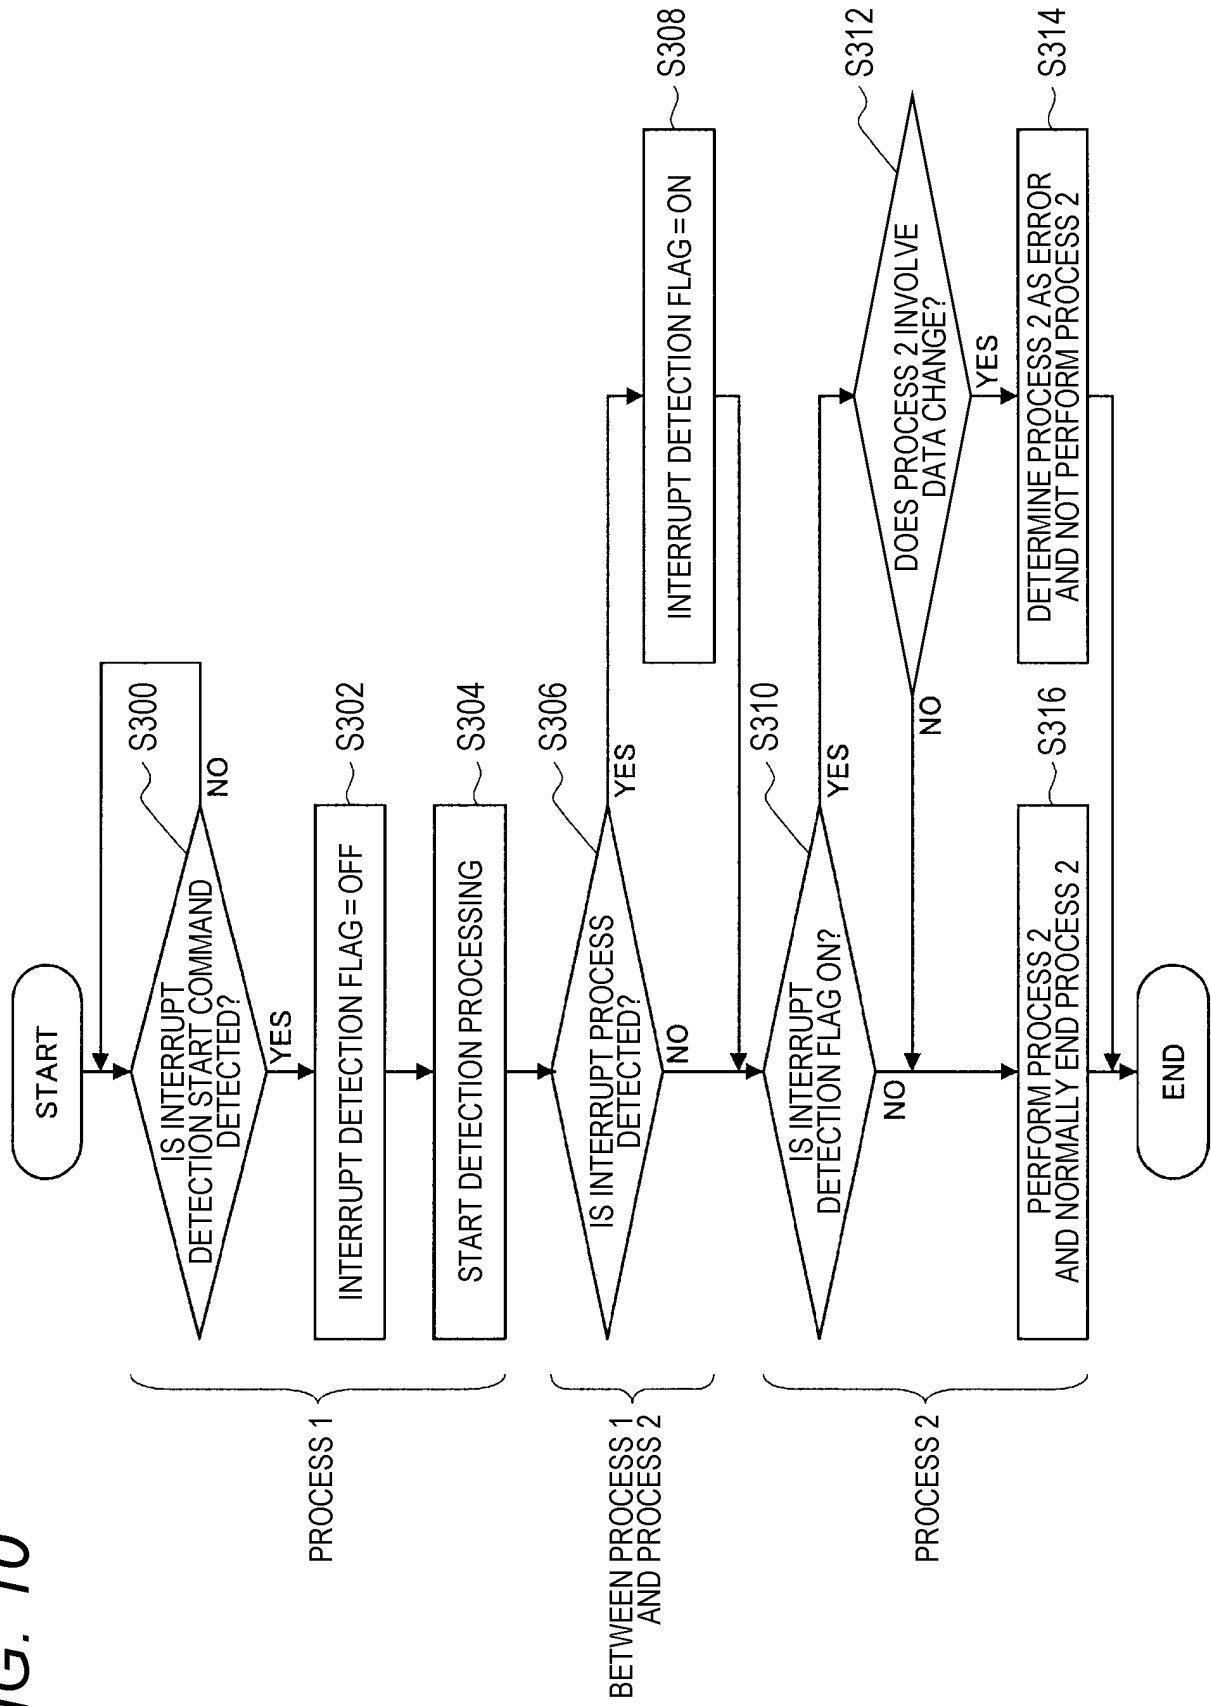 FIG. 10
START
S300
IS INTERRUPT
DETECTION START COMMAND
DETECTED?
NO
YES
S302
INTERRUPT DETECTION FLAG = OFF
S304
START DETECTION PROCESSING
PROCESS 1
S306
IS INTERRUPT PROCESS
DETECTED?
YES
NO
S308
INTERRUPT DETECTION FLAG = ON
BETWEEN PROCESS 1
AND PROCESS 2
S310
IS INTERRUPT
DETECTION FLAG ON?
YES
NO
S312
DOES PROCESS 2 INVOLVE
DATA CHANGE?
NO
YES
S314
DETERMINE PROCESS 2 AS ERROR
AND NOT PERFORM PROCESS 2
S316
PERFORM PROCESS 2
AND NORMALLY END PROCESS 2
PROCESS 2
END